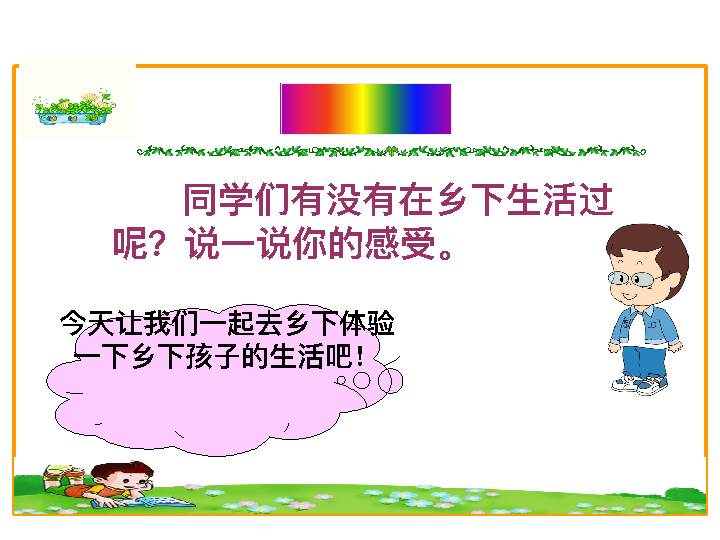 同学们有没有在乡下生活过
呢？说一说你的感受。
今天让我们一起去乡下体验
一下乡下孩子的生活吧！